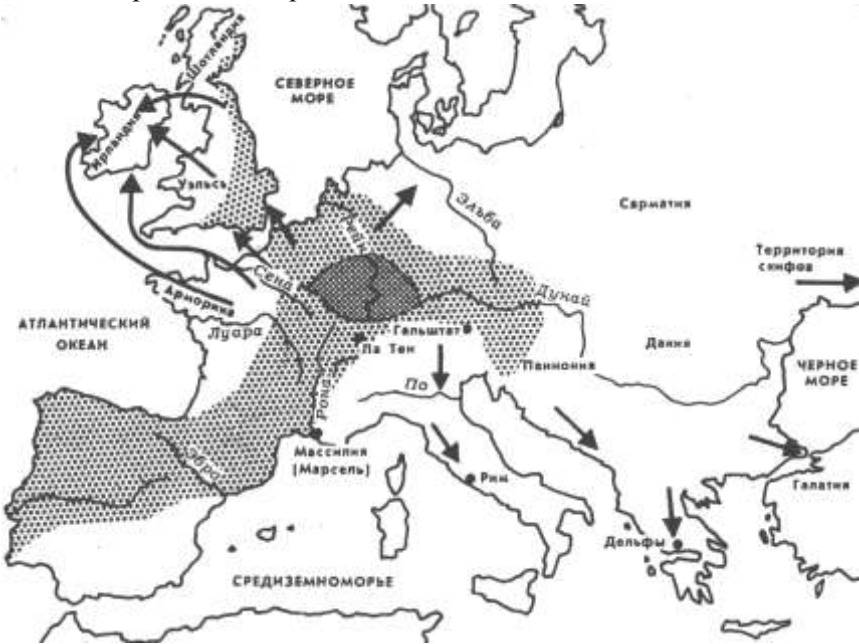 Шотландия
СЕВЕРНОЕ
МОРЕ
Ирландия
Уэльсь
Эльба
Сарматия
Рейн
Территория
скифов
Сена
Арморика
Дунай
АТЛАНТИЧЕСКИЙ
ОКЕАН
Луара
Гальштат
Ла Тен
Паннония
Дакия
ЧЕРНОЕ
МОРЕ
По
Рона
Эбро
Массилия
(Марсель)
Рим
Галатия
Дельфы
СРЕДИЗЕМНОМОРЬЕ